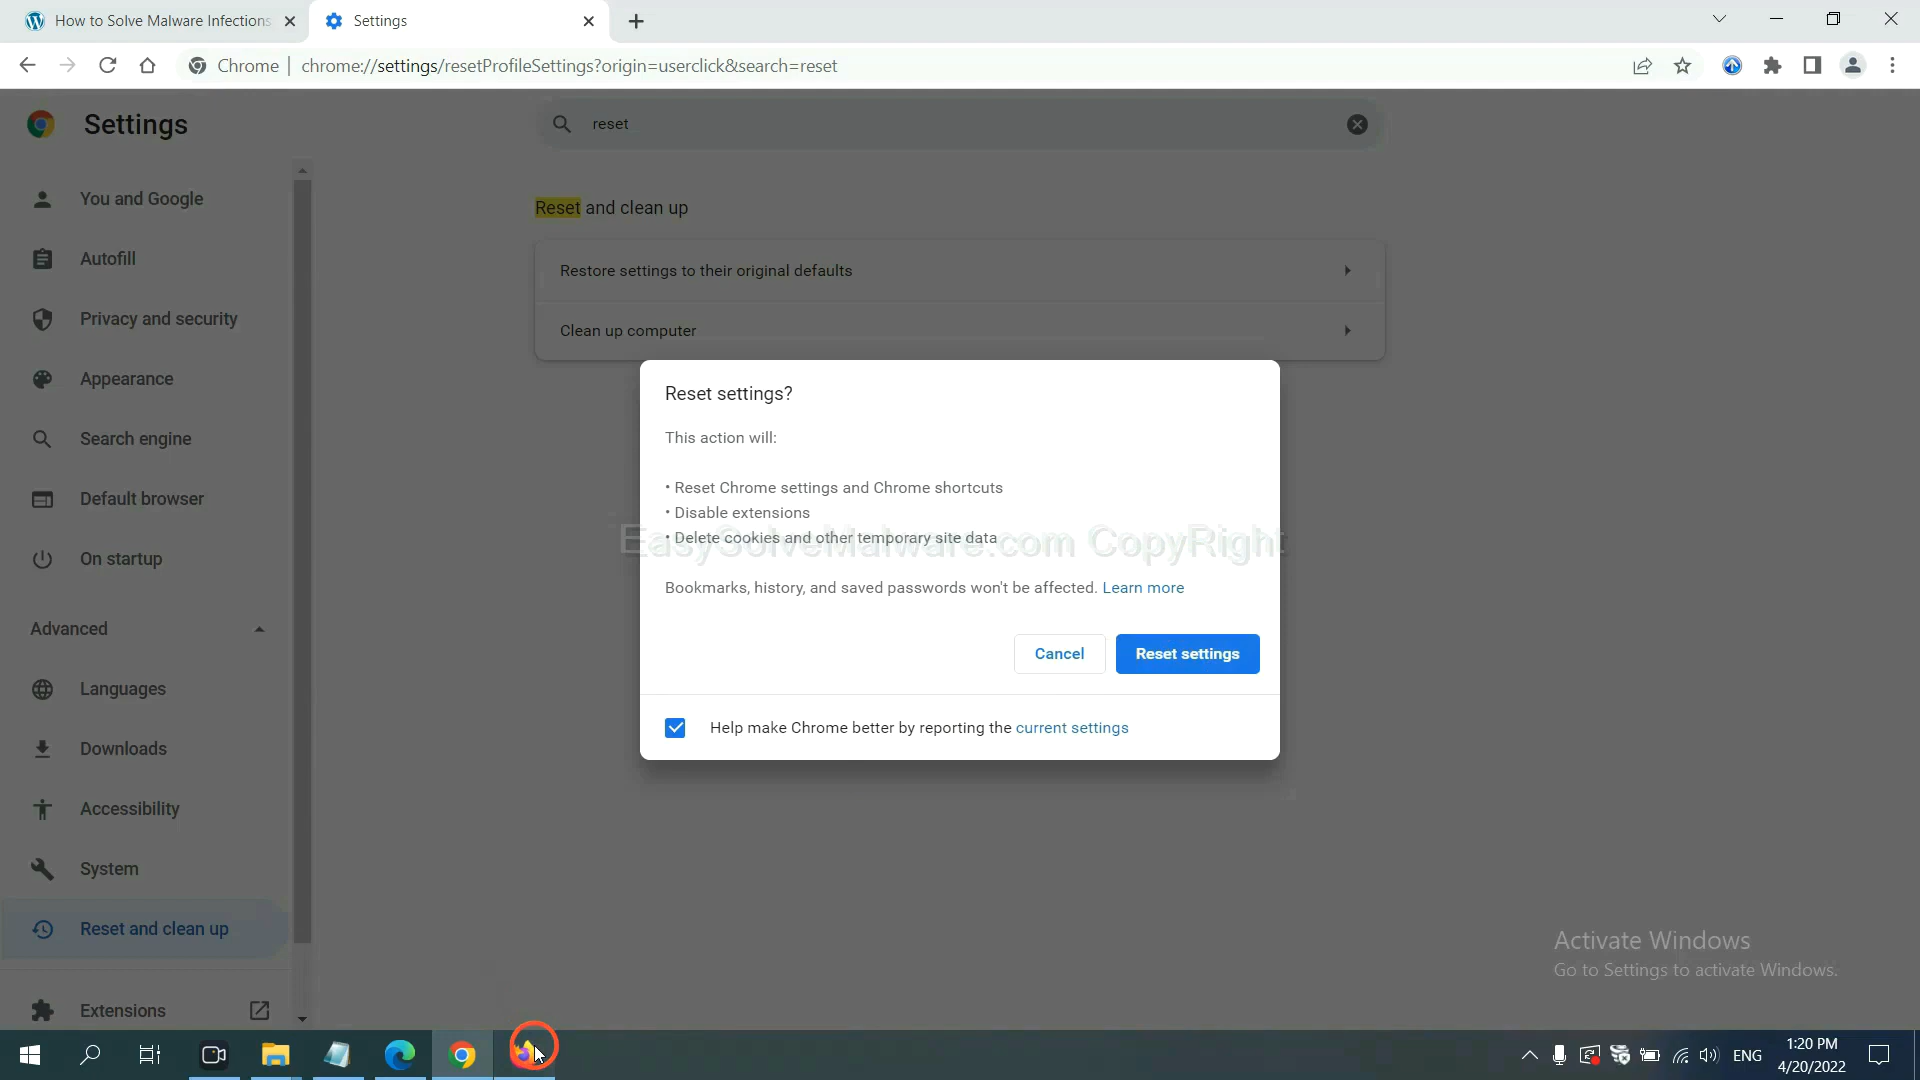 How to Solve Malware Infections
Settings
Chrome | chrome://settings/resetProfileSettings?origin=userclick&search=reset
Settings
reset
You and Google
Autofill
Privacy and security
Appearance
Search engine
Default browser
On startup
Advanced
Languages
Downloads
Accessibility
System
Reset and clean up
Extensions
Reset and clean up
Restore settings to their original defaults
Clean up computer
Reset settings?
This action will:
• Reset Chrome settings and Chrome shortcuts
• Disable extensions
• Delete cookies and other temporary site data
EasySolveMalware.com CopyRight
Bookmarks, history, and saved passwords won't be affected. Learn more
Cancel
Reset settings
Help make Chrome better by reporting the current settings
Activate Windows
Go to Settings to activate Windows.
ENG
1:20 PM
4/20/2022